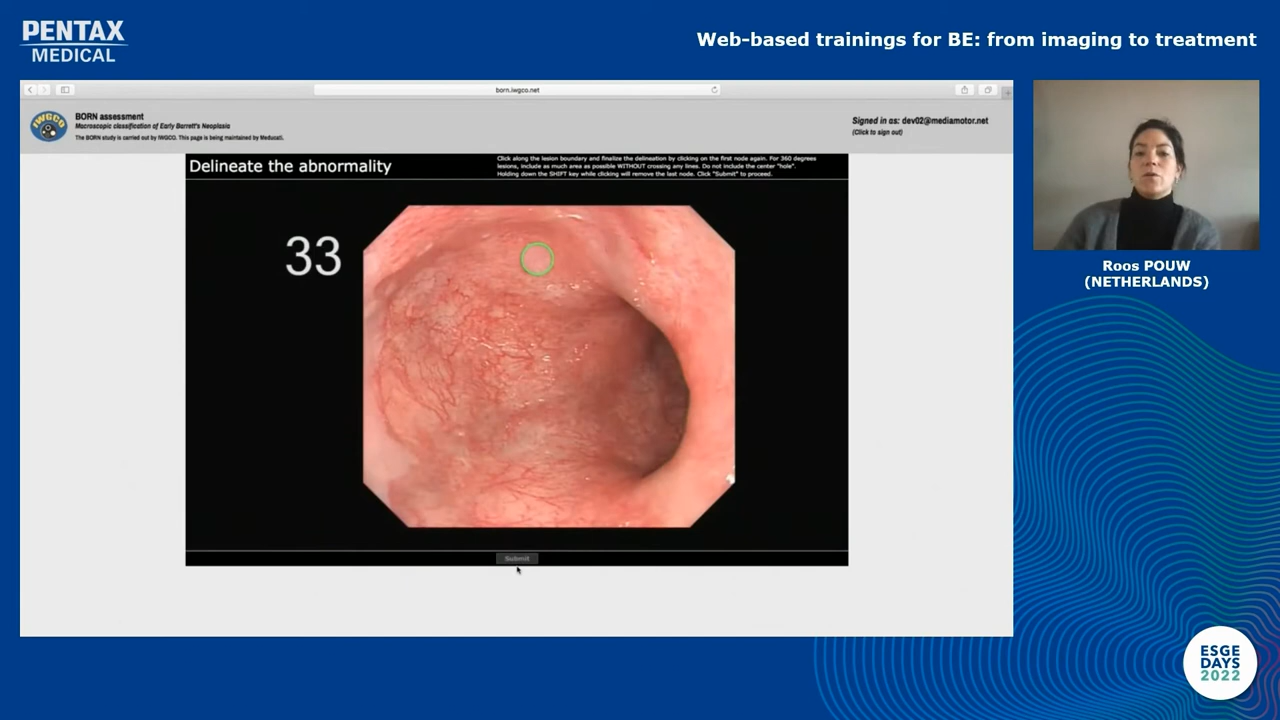 PENTAX
MEDICAL
Web-based trainings for BE: from imaging to treatment
born.iwgco.net
IWGCO
BORN assessment
Macroscopic classification of Early Barrett's Neoplasia
The BORN study is carried out by IWGCO. This page is being maintained by Meducati.
Signed in as: dev02@mediamotor.net
(Click to sign out)
Delineate the abnormality
Click along the lesion boundary and finalize the delineation by clicking on the first node again. For 360 degrees
lesions, include as much area as possible WITHOUT crossing any lines. Do not include the center "hole".
Holding down the SHIFT key while clicking will remove the last node. Click "Submit" to proceed.
33
Submit
Roos POUW
(NETHERLANDS)
ESGE
DAYS
2022